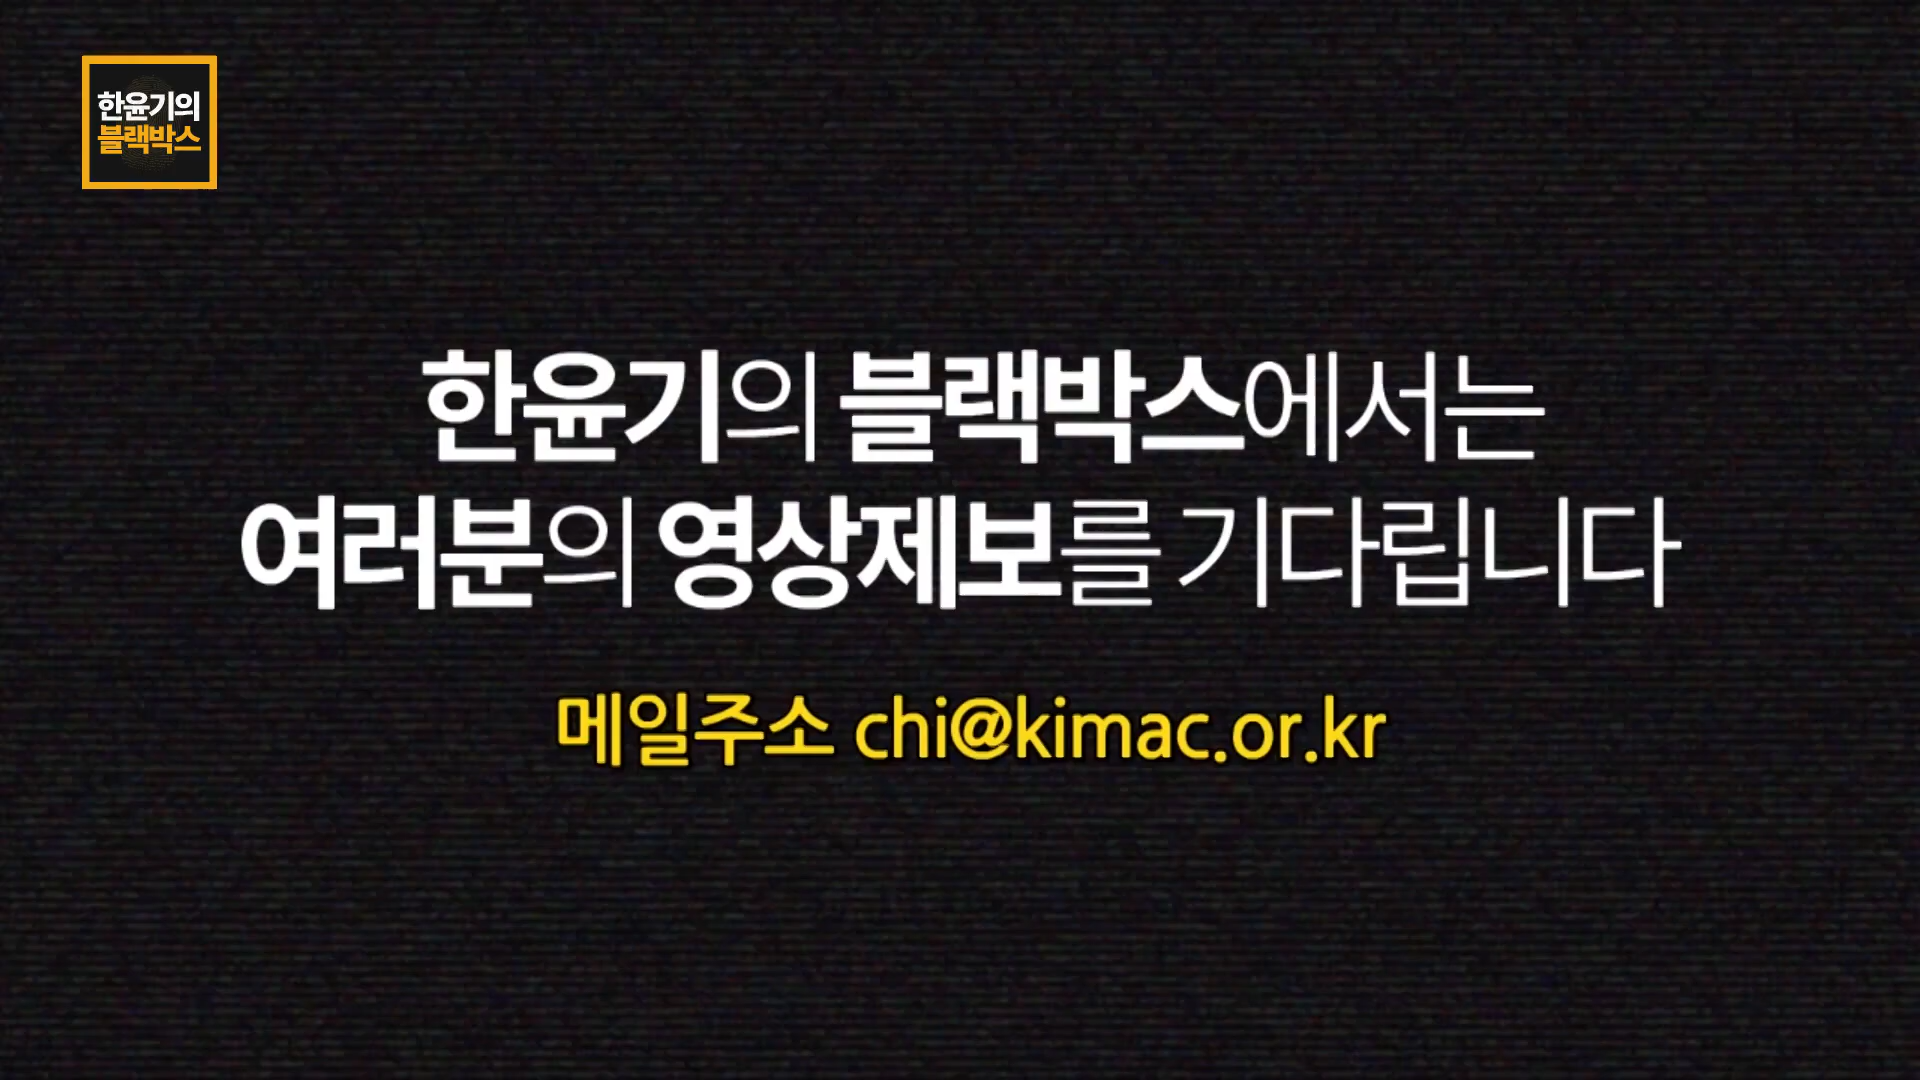 한윤기의
블랙박스
한윤기의 블랙박스에서는
여러분의 영상제보를 기다립니다
메일주소 chi@kimac.or.kr